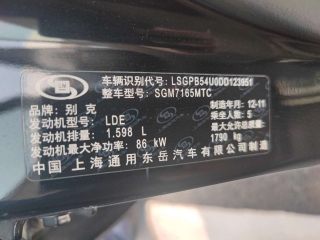 车辆识别代号: LSGPB54U0DD123951
整车型号: SGM7165MTC
品牌: 别克
制造年月: 12-11
发动机型号: LDE
乘坐人数: 5
发动机排量: 1.598 L
最大允许总质量:
发动机最大净功率: 86 kW
1790 kg
中国 上海通用东岳汽车有限公司制造